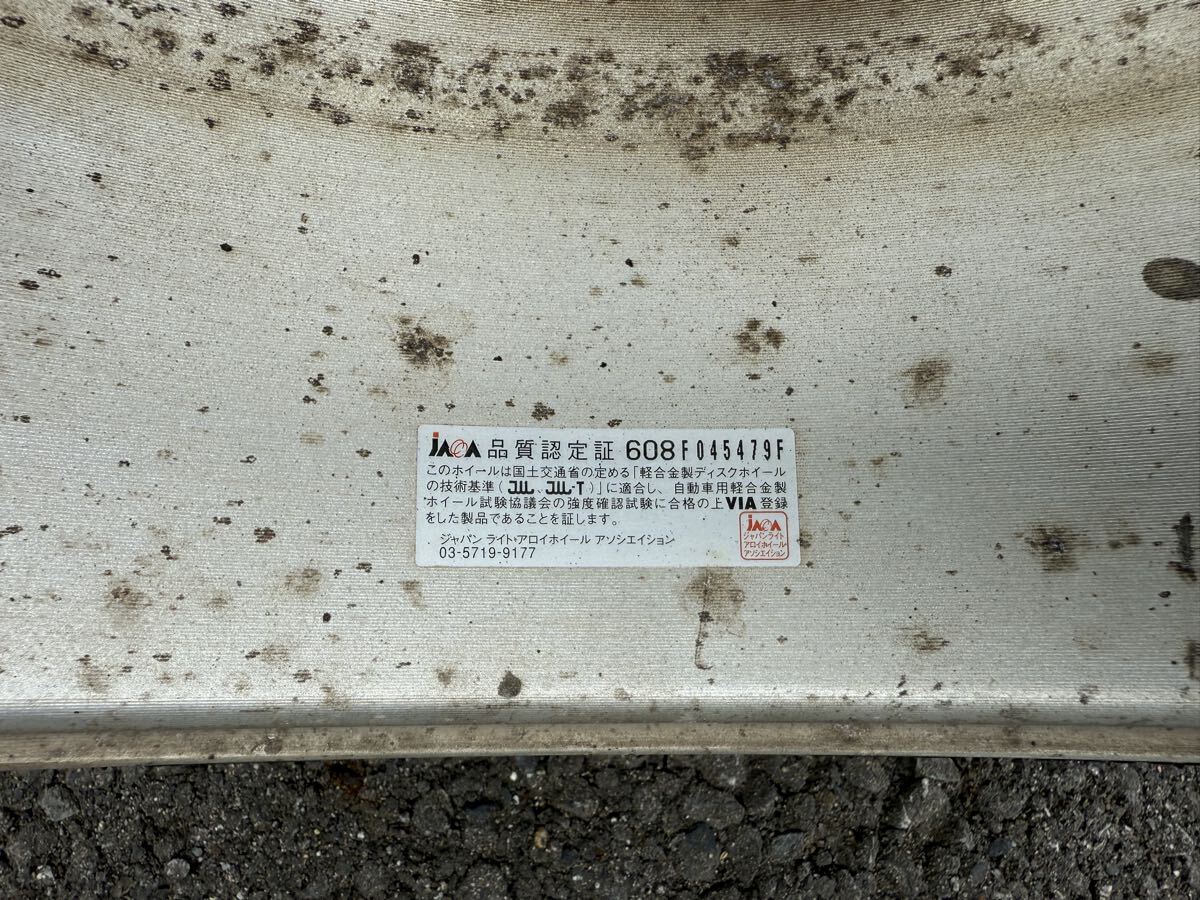 JAWA 品質認定証 608F045479F
このホイールは国土交通省の定める「軽合金製ディスクホイール
の技術基準（JWL、JWL-T）」に適合し、自動車用軽合金製
ホイール試験協議会の強度確認試験に合格の上VIA登録
をした製品であることを証します。
ジャパン ライト・アロイホイール アソシエイション
03-5719-9177
JAWA
ジャパンライト
アロイホイール
アソシエイション